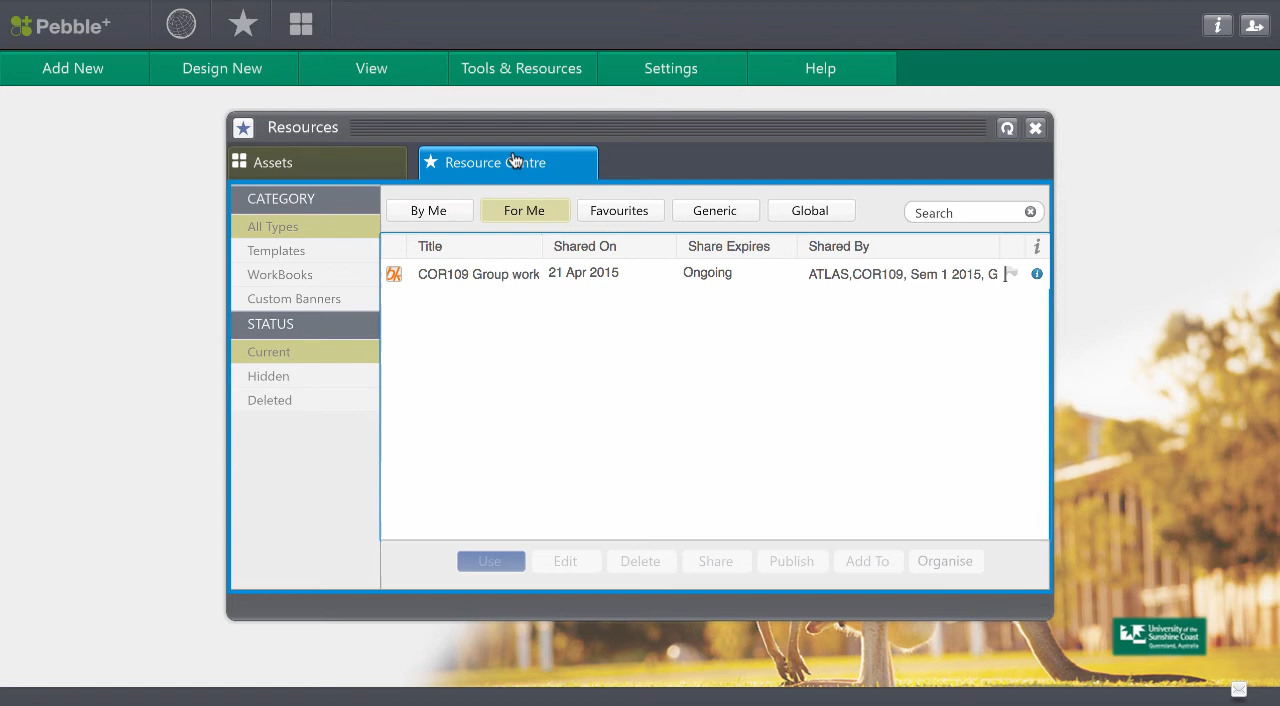 Pebble+
i
Add New
Design New
View
Tools & Resources
Settings
Help
Resources
Assets
Resource Centre
CATEGORY
All Types
Templates
WorkBooks
Custom Banners
STATUS
Current
Hidden
Deleted
By Me
For Me
Favourites
Generic
Global
Search
Title
Shared On
Share Expires
Shared By
i
COR109 Group work
21 Apr 2015
Ongoing
ATLAS,COR109, Sem 1 2015, G
i
Use
Edit
Delete
Share
Publish
Add To
Organise
University of the
Sunshine Coast
Queensland, Australia